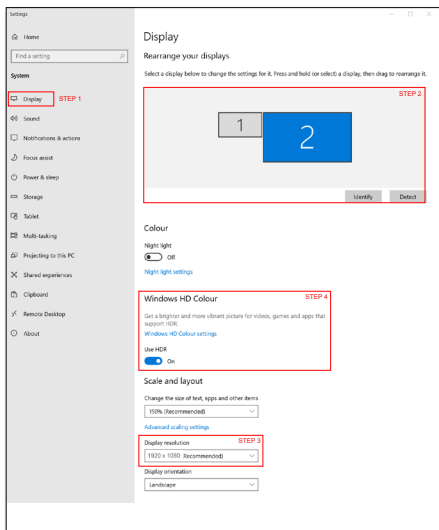 Settings
Home
Find a setting
System
Display STEP 1
Sound
Notifications & actions
Focus assist
Power & sleep
Storage
Tablet
Multi-tasking
Projecting to this PC
Shared experiences
Clipboard
Remote Desktop
About
Display
Rearrange your displays
Select a display below to change the settings for it. Press and hold (or select) a display, then drag to rearrange it.
STEP 2
1
2
Identify Detect
Colour
Night light
Off
Night light settings
Windows HD Colour STEP 4
Get a brighter and more vibrant picture for videos, games and apps that
support HDR.
Windows HD Colour settings
Use HDR
On
Scale and layout
Change the size of text, apps and other items
150% (Recommended)
Advanced scaling settings
Display resolution STEP 3
1920 x 1080 (Recommended)
Display orientation
Landscape